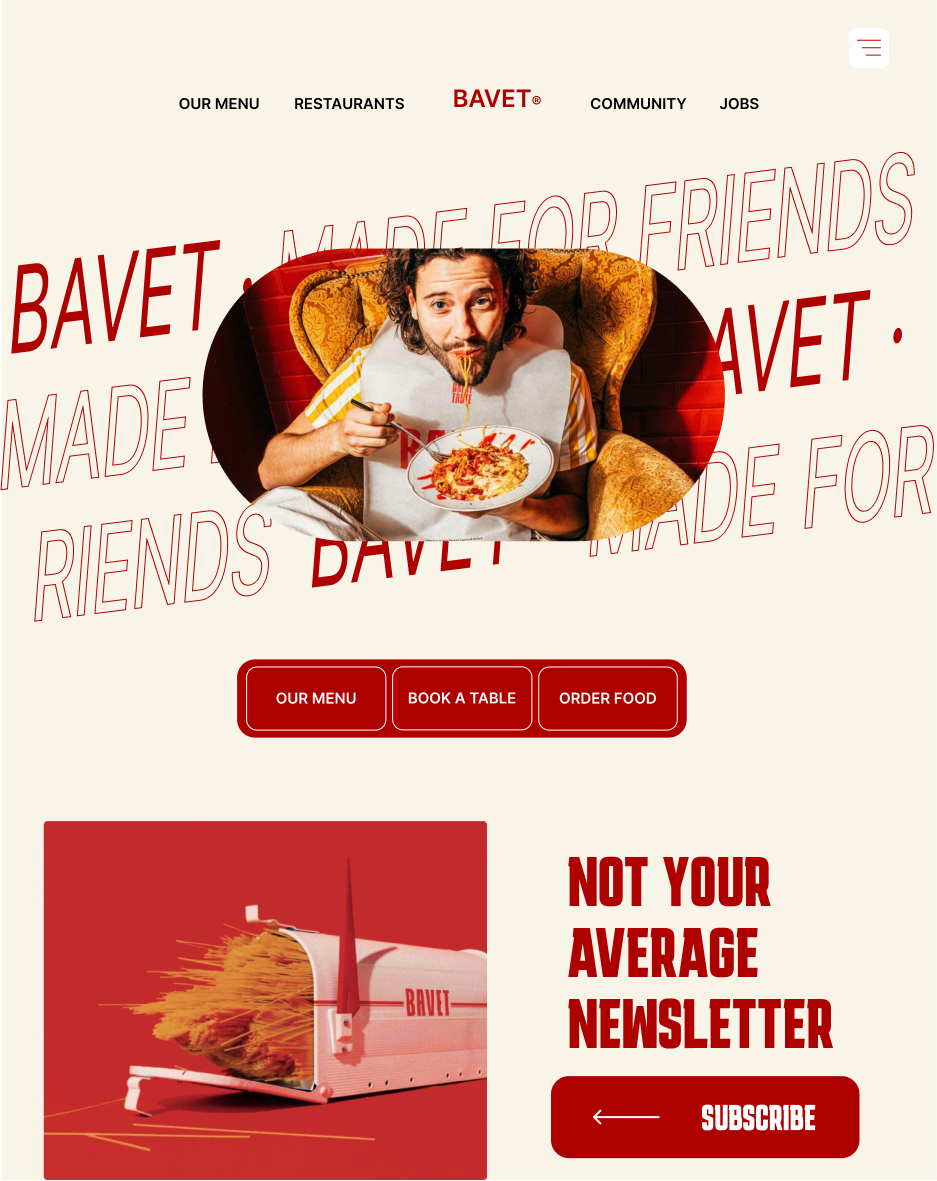 OUR MENU
RESTAURANTS
BAVET®
COMMUNITY
JOBS
BAVET • MADE FOR FRIENDS
AVET •
MADE
RIENDS BAVET MADE FOR
BAVET
OUR MENU
BOOK A TABLE
ORDER FOOD
BAVET
NOT YOUR
AVERAGE
NEWSLETTER
SUBSCRIBE